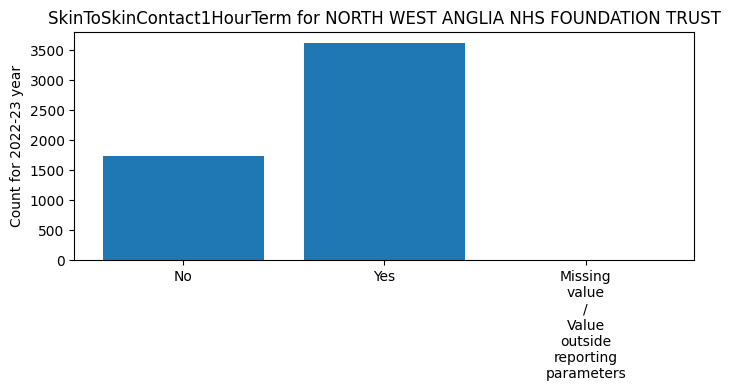 SkinToSkinContact1HourTerm for NORTH WEST ANGLIA NHS FOUNDATION TRUST
Count for 2022-23 year
3500
3000
2500
2000
1500
1000
500
0
No
Yes
Missing
value
/
Value
outside
reporting
parameters